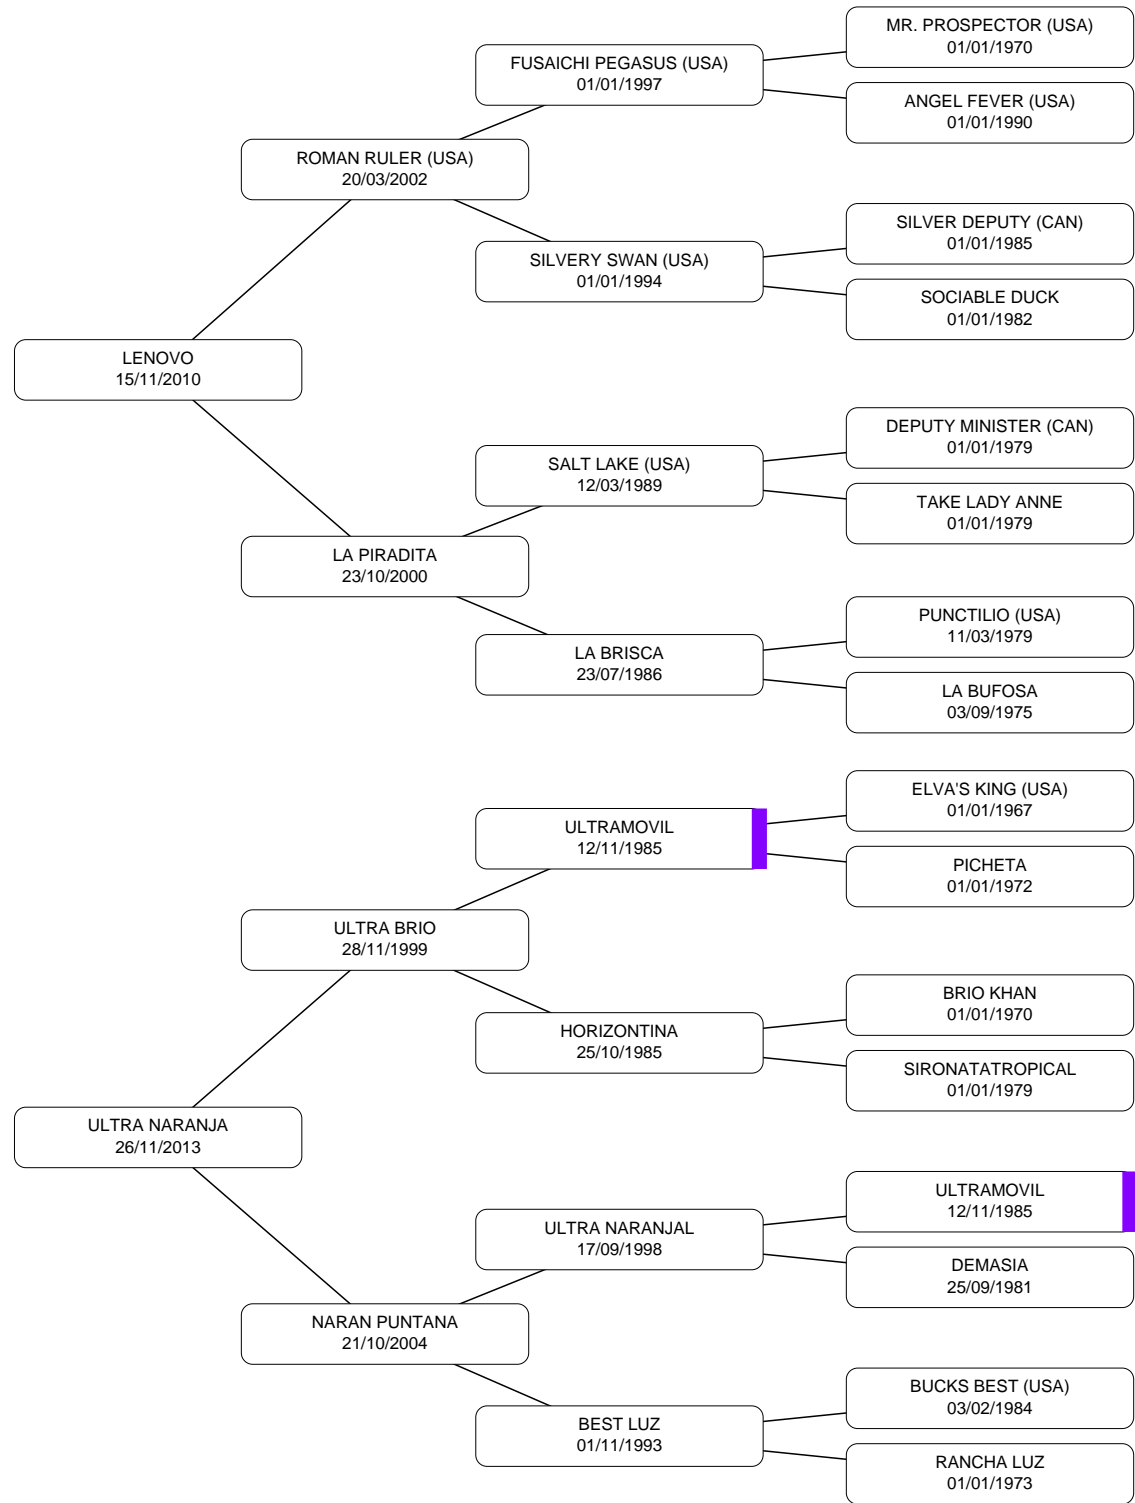 MR. PROSPECTOR (USA)
01/01/1970
FUSAICHI PEGASUS (USA)
01/01/1997
ANGEL FEVER (USA)
01/01/1990
ROMAN RULER (USA)
20/03/2002
SILVER DEPUTY (CAN)
01/01/1985
SILVERY SWAN (USA)
01/01/1994
SOCIABLE DUCK
01/01/1982
LENOVO
15/11/2010
DEPUTY MINISTER (CAN)
01/01/1979
SALT LAKE (USA)
12/03/1989
TAKE LADY ANNE
01/01/1979
LA PIRADITA
23/10/2000
PUNCTILIO (USA)
11/03/1979
LA BRISCA
23/07/1986
LA BUFOSA
03/09/1975
ELVA'S KING (USA)
01/01/1967
ULTRAMOVIL
12/11/1985
PICHETA
01/01/1972
ULTRA BRIO
28/11/1999
BRIO KHAN
01/01/1970
HORIZONTINA
25/10/1985
SIRONATATROPICAL
01/01/1979
ULTRA NARANJA
26/11/2013
ULTRAMOVIL
12/11/1985
ULTRA NARANJAL
17/09/1998
DEMASIA
25/09/1981
NARAN PUNTANA
21/10/2004
BUCKS BEST (USA)
03/02/1984
BEST LUZ
01/11/1993
RANCHA LUZ
01/01/1973